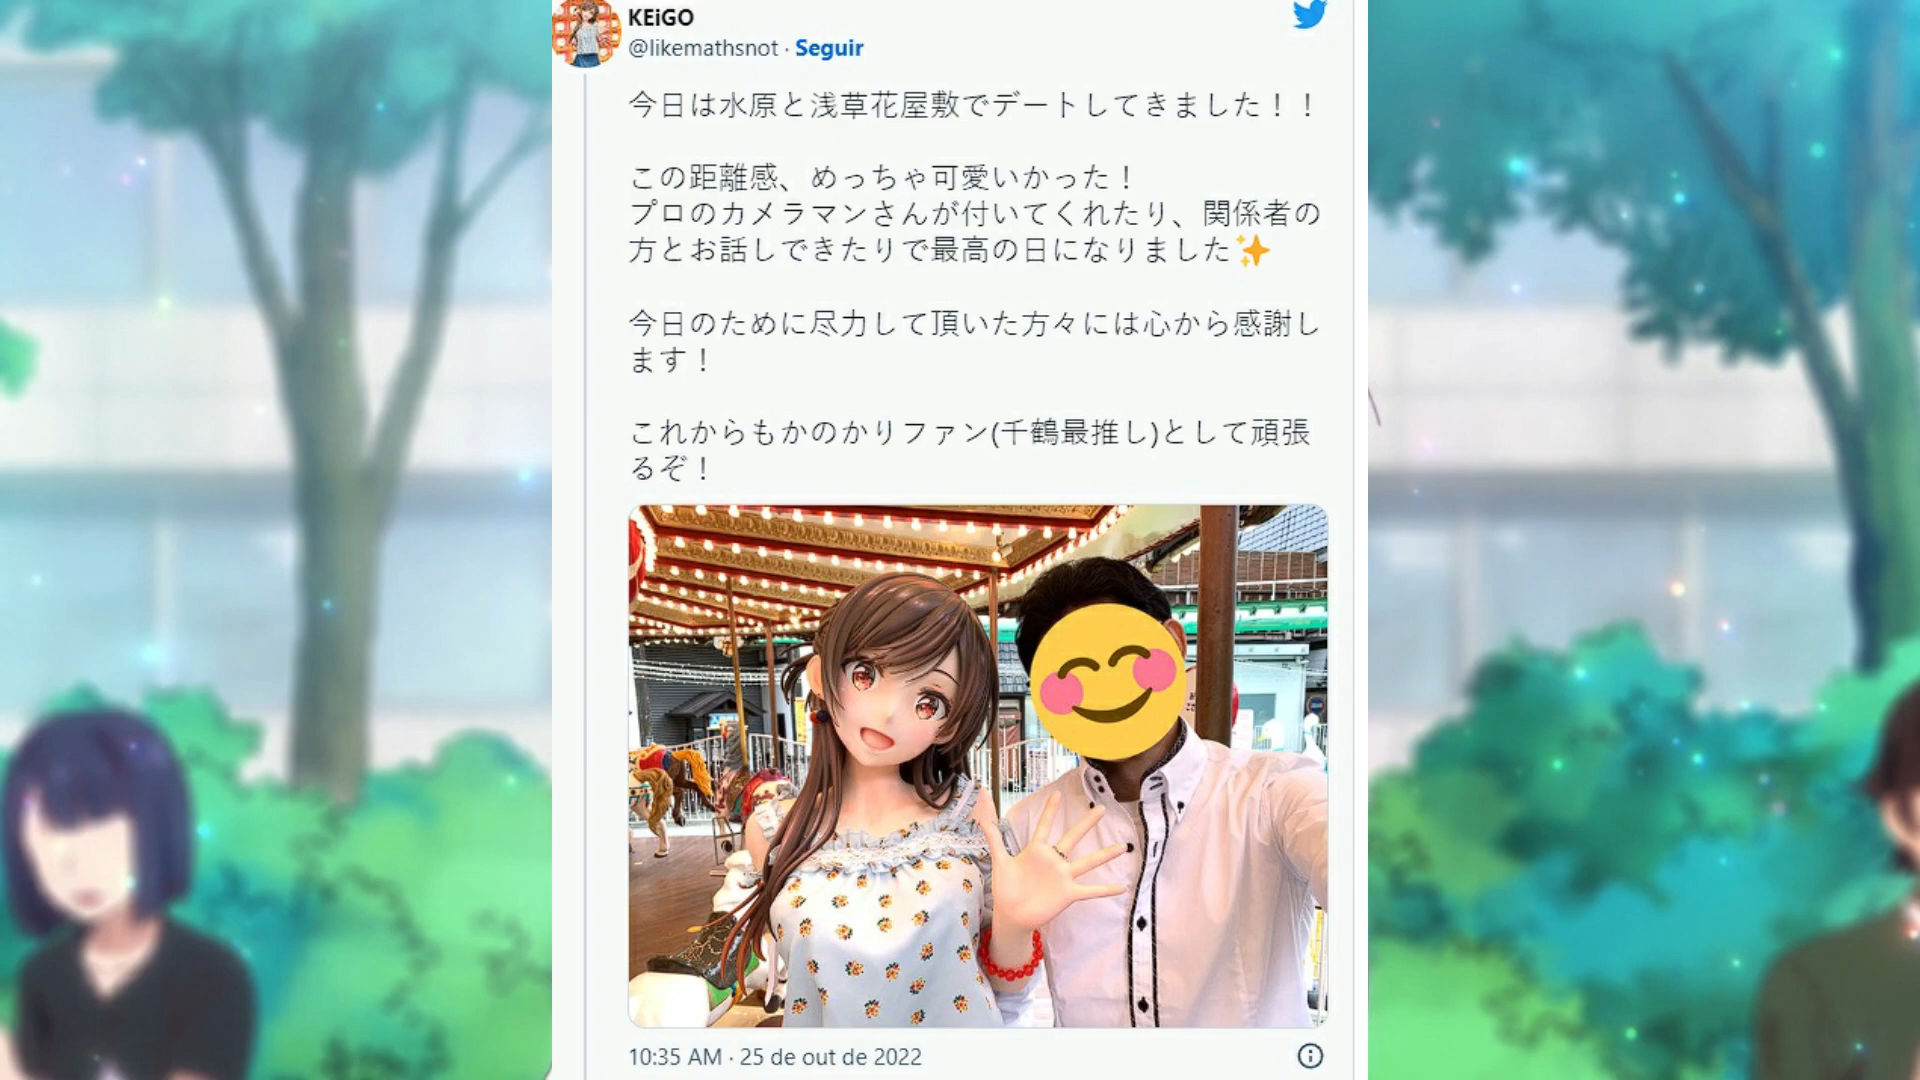 KEiGO
@likemathsnot · Seguir
今日は水原と浅草花屋敷でデートしてきました！！
この距離感、めっちゃ可愛いかった！
プロのカメラマンさんが付いてくれたり、関係者の
方とお話しできたりで最高の日になりました✨
今日のために尽力して頂いた方々には心から感謝し
ます！
これからもかのかりファン(千鶴最推し)として頑張
るぞ！
10:35 AM · 25 de out de 2022